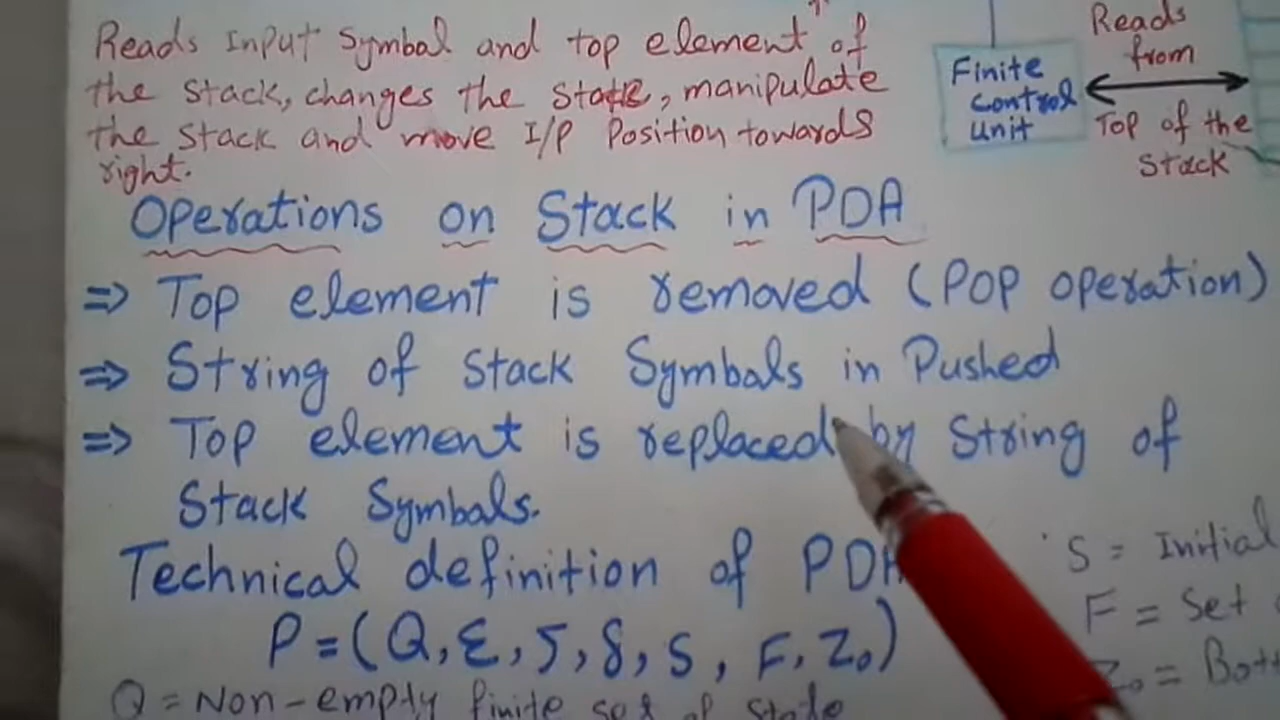 Reads Input Symbol and top element of
the Stack, changes the State, manipulate
the Stack and move I/P Position towards
right.
Finite
Control
Unit
Reads
from
Top of the
Stack
Operations on Stack in PDA
⇒ Top element is removed (POP operation)
⇒ String of Stack Symbols in Pushed
⇒ Top element is replaced by String of
Stack Symbols.
Technical definition of PDA
P = (Q, Σ, Γ, δ, S, F, Z₀)
Q = Non-empty finite set of State
S = Initial
F = Set
Z₀ = Bott